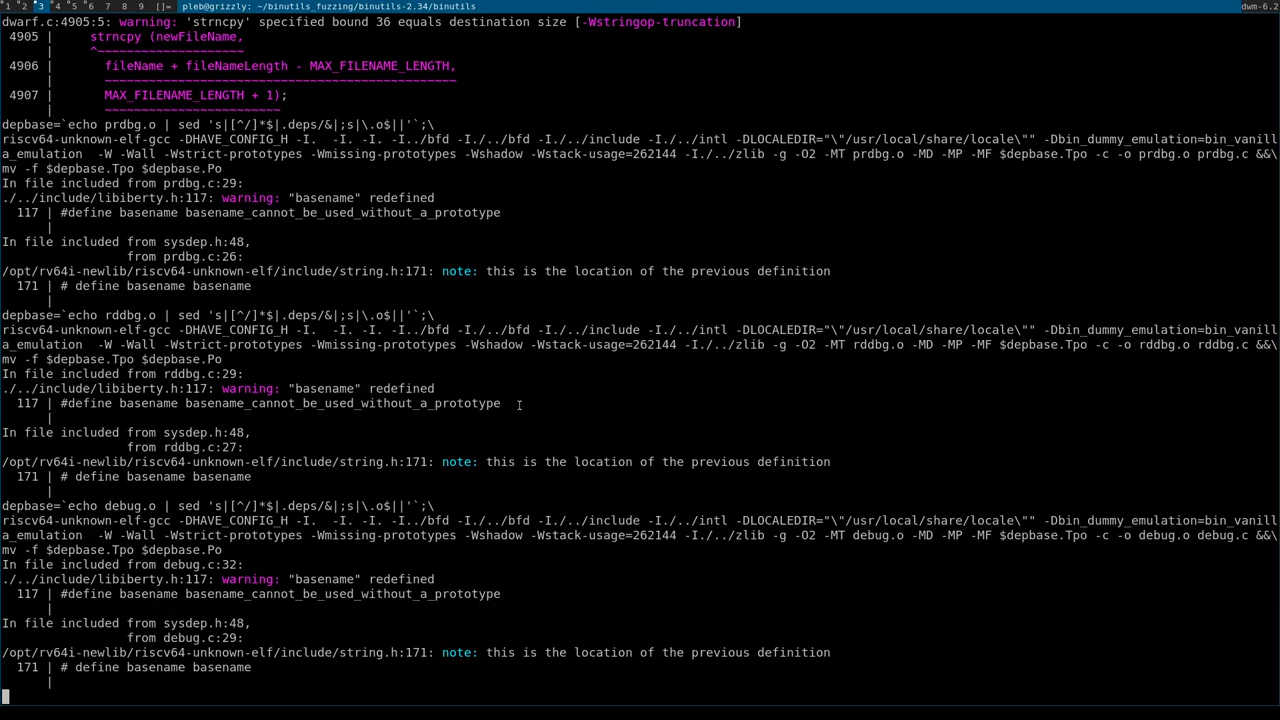 1 2 3 4 5 6 7 8 9 []= pleb@grizzly: ~/binutils_fuzzing/binutils-2.34/binutils dwm-6.2
dwarf.c:4905:5: warning: 'strncpy' specified bound 36 equals destination size [-Wstringop-truncation]
 4905 |     strncpy (newFileName,
      |     ^~~~~~~~~~~~~~~~~~~~~
 4906 |       fileName + fileNameLength - MAX_FILENAME_LENGTH,
      |       ~~~~~~~~~~~~~~~~~~~~~~~~~~~~~~~~~~~~~~~~~~~~~~~~
 4907 |       MAX_FILENAME_LENGTH + 1);
      |       ~~~~~~~~~~~~~~~~~~~~~~~~
depbase=`echo prdbg.o | sed 's|[^/]*$|.deps/&|;s|\.o$||'`;\
riscv64-unknown-elf-gcc -DHAVE_CONFIG_H -I.  -I. -I. -I../bfd -I./../bfd -I./../include -I./../intl -DLOCALEDIR="\"/usr/local/share/locale\"" -Dbin_dummy_emulation=bin_vanill
a_emulation  -W -Wall -Wstrict-prototypes -Wmissing-prototypes -Wshadow -Wstack-usage=262144 -I./../zlib -g -O2 -MT prdbg.o -MD -MP -MF $depbase.Tpo -c -o prdbg.o prdbg.c &&\
mv -f $depbase.Tpo $depbase.Po
In file included from prdbg.c:29:
./../include/libiberty.h:117: warning: "basename" redefined
  117 | #define basename basename_cannot_be_used_without_a_prototype
      |
In file included from sysdep.h:48,
                 from prdbg.c:26:
/opt/rv64i-newlib/riscv64-unknown-elf/include/string.h:171: note: this is the location of the previous definition
  171 | # define basename basename
      |
depbase=`echo rddbg.o | sed 's|[^/]*$|.deps/&|;s|\.o$||'`;\
riscv64-unknown-elf-gcc -DHAVE_CONFIG_H -I.  -I. -I. -I../bfd -I./../bfd -I./../include -I./../intl -DLOCALEDIR="\"/usr/local/share/locale\"" -Dbin_dummy_emulation=bin_vanill
a_emulation  -W -Wall -Wstrict-prototypes -Wmissing-prototypes -Wshadow -Wstack-usage=262144 -I./../zlib -g -O2 -MT rddbg.o -MD -MP -MF $depbase.Tpo -c -o rddbg.o rddbg.c &&\
mv -f $depbase.Tpo $depbase.Po
In file included from rddbg.c:29:
./../include/libiberty.h:117: warning: "basename" redefined
  117 | #define basename basename_cannot_be_used_without_a_prototype
      |
In file included from sysdep.h:48,
                 from rddbg.c:27:
/opt/rv64i-newlib/riscv64-unknown-elf/include/string.h:171: note: this is the location of the previous definition
  171 | # define basename basename
      |
depbase=`echo debug.o | sed 's|[^/]*$|.deps/&|;s|\.o$||'`;\
riscv64-unknown-elf-gcc -DHAVE_CONFIG_H -I.  -I. -I. -I../bfd -I./../bfd -I./../include -I./../intl -DLOCALEDIR="\"/usr/local/share/locale\"" -Dbin_dummy_emulation=bin_vanill
a_emulation  -W -Wall -Wstrict-prototypes -Wmissing-prototypes -Wshadow -Wstack-usage=262144 -I./../zlib -g -O2 -MT debug.o -MD -MP -MF $depbase.Tpo -c -o debug.o debug.c &&\
mv -f $depbase.Tpo $depbase.Po
In file included from debug.c:32:
./../include/libiberty.h:117: warning: "basename" redefined
  117 | #define basename basename_cannot_be_used_without_a_prototype
      |
In file included from sysdep.h:48,
                 from debug.c:29:
/opt/rv64i-newlib/riscv64-unknown-elf/include/string.h:171: note: this is the location of the previous definition
  171 | # define basename basename
      |